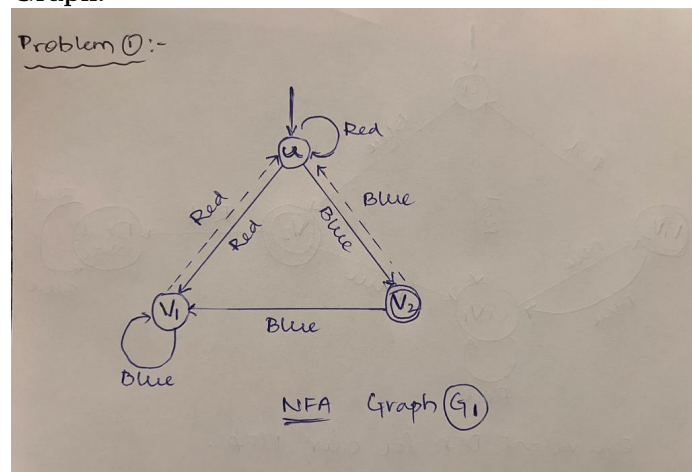 Graph.
Problem ①:-
u
Red
Red
Red
Blue
Blue
V1
V2
Blue
Blue
NFA Graph G1